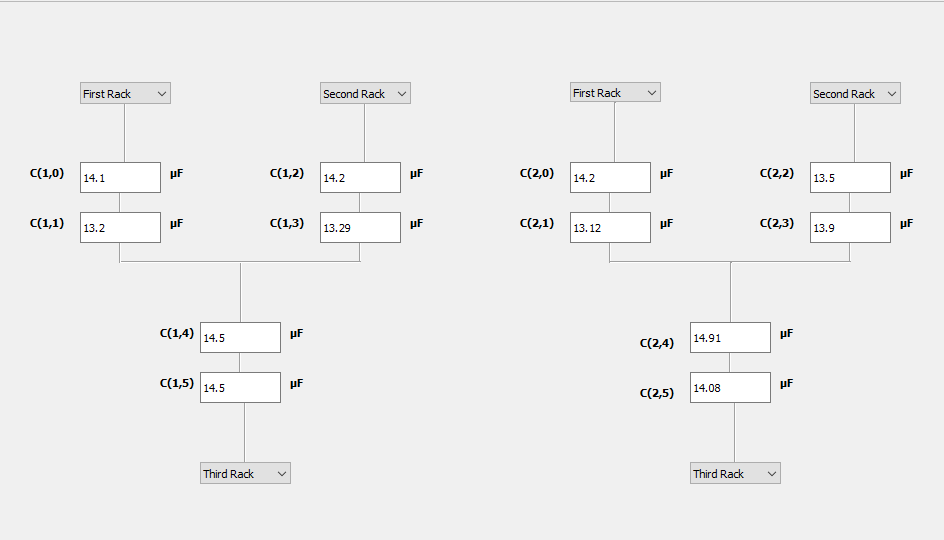 First Rack Second Rack First Rack Second Rack
C(1,0) 14.1 µF C(1,2) 14.2 µF C(2,0) 14.2 µF C(2,2) 13.5 µF
C(1,1) 13.2 µF C(1,3) 13.29 µF C(2,1) 13.12 µF C(2,3) 13.9 µF
C(1,4) 14.5 µF C(2,4) 14.91 µF
C(1,5) 14.5 µF C(2,5) 14.08 µF
Third Rack Third Rack